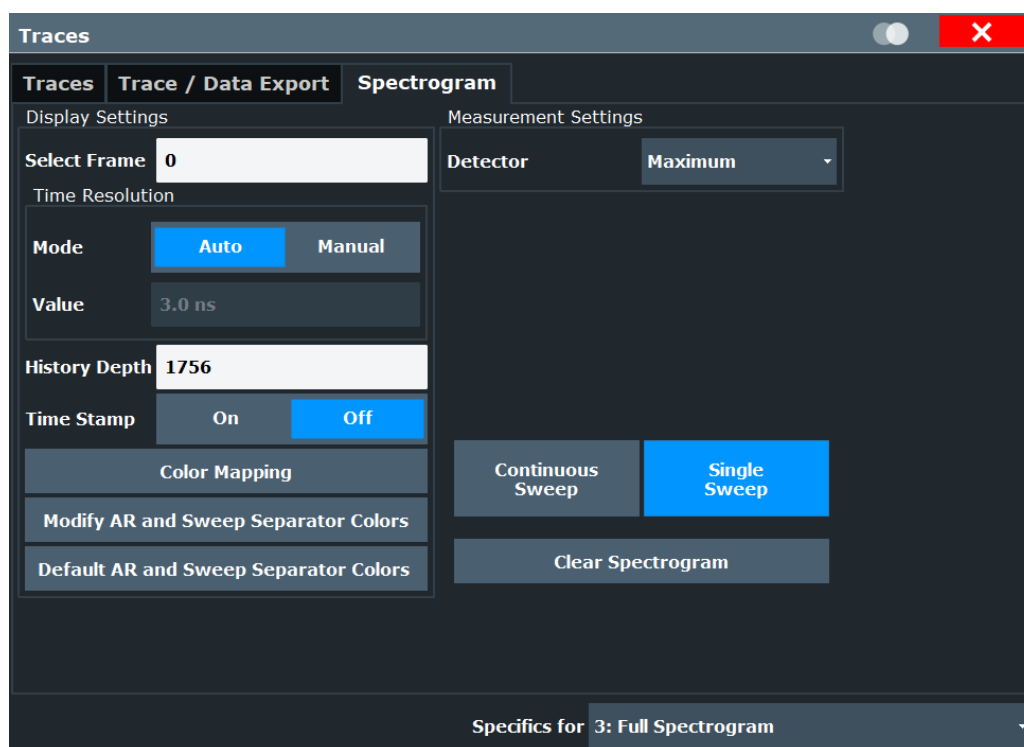 Traces
Traces Trace / Data Export Spectrogram
Display Settings
Select Frame 0
Time Resolution
Mode Auto Manual
Value 3.0 ns
History Depth 1756
Time Stamp On Off
Color Mapping
Modify AR and Sweep Separator Colors
Default AR and Sweep Separator Colors
Measurement Settings
Detector Maximum
Continuous
Sweep
Single
Sweep
Clear Spectrogram
Specifics for 3: Full Spectrogram